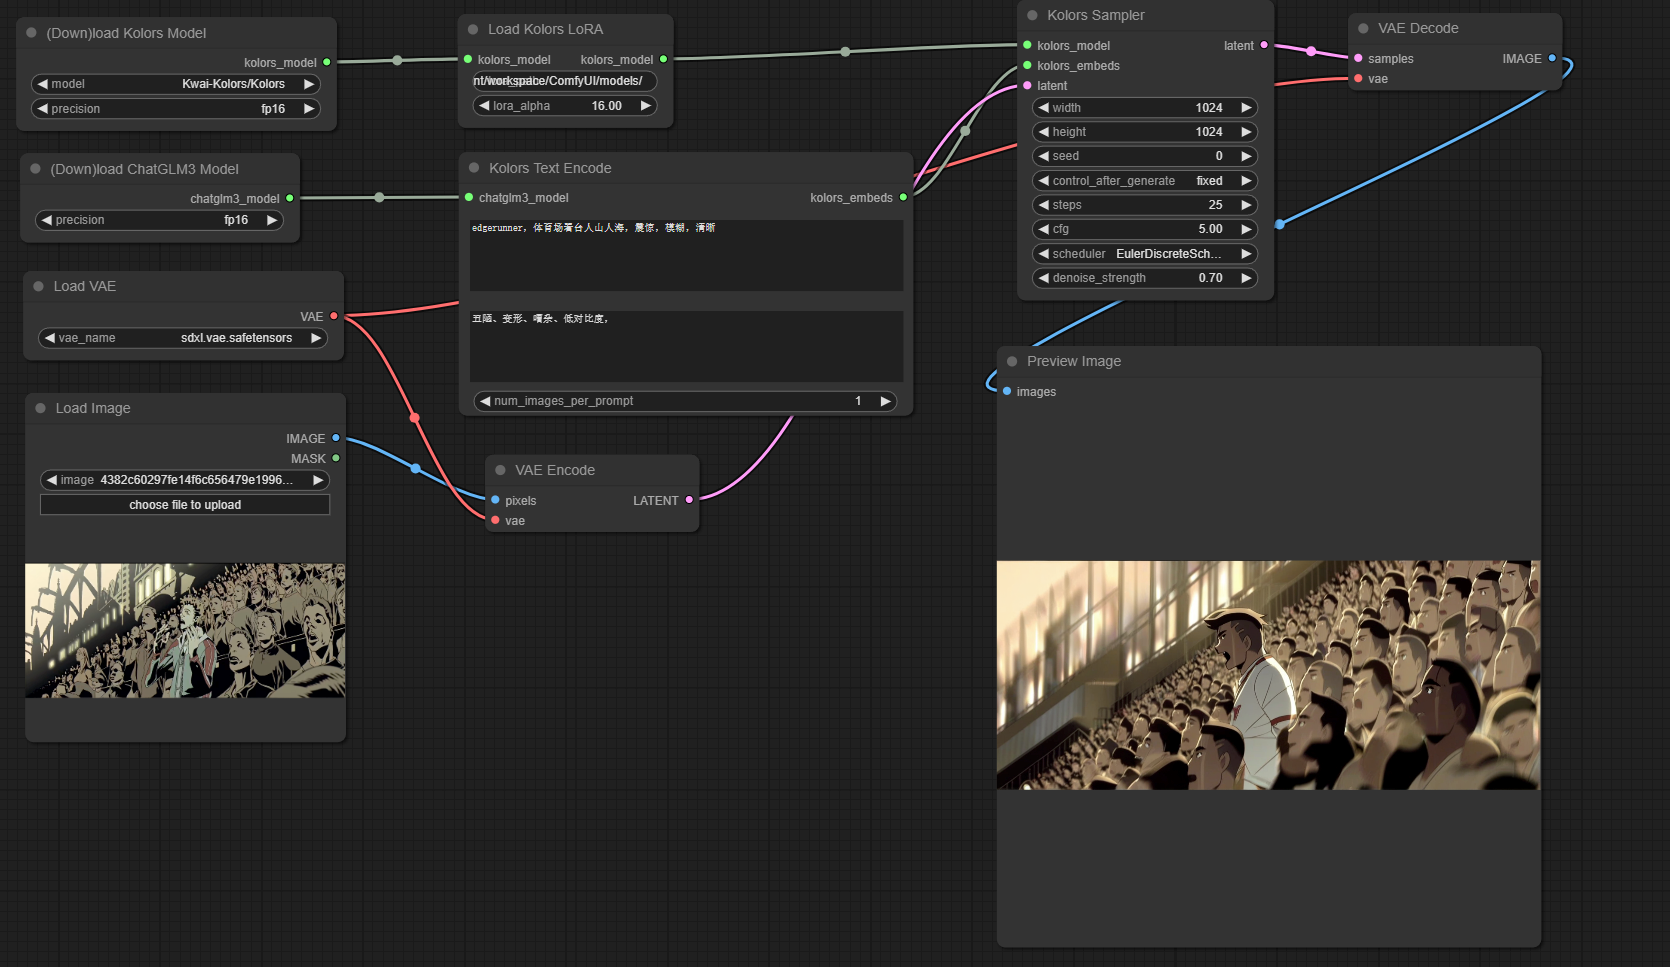 (Down)load Kolors Model
kolors_model
model Kwai-Kolors/Kolors
precision fp16
(Down)load ChatGLM3 Model
chatglm3_model
precision fp16
Load VAE
VAE
vae_name sdxl.vae.safetensors
Load Image
IMAGE
MASK
image 4382c60297fe14f6c656479e1996...
choose file to upload
Load Kolors LoRA
kolors_model kolors_model
nt/workspace/ComfyUI/models/
lora_alpha 16.00
Kolors Text Encode
chatglm3_model kolors_embeds
edgerunner, 体育场看台人山人海, 震惊, 模糊, 清晰
丑陋、变形、嘈杂、低对比度,
num_images_per_prompt 1
VAE Encode
pixels LATENT
vae
Kolors Sampler
kolors_model latent
kolors_embeds
latent
width 1024
height 1024
seed 0
control_after_generate fixed
steps 25
cfg 5.00
scheduler EulerDiscreteSch...
denoise_strength 0.70
VAE Decode
samples IMAGE
vae
Preview Image
images